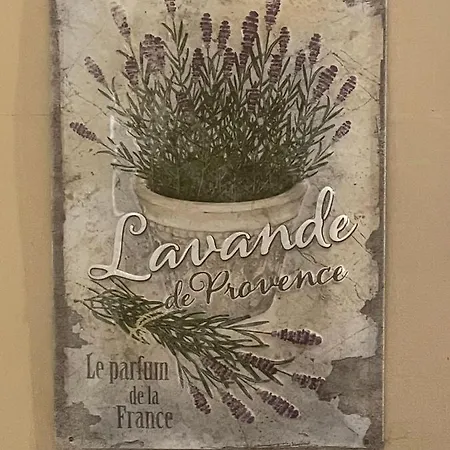 Lavande
de Provence
Le parfum
de la
France